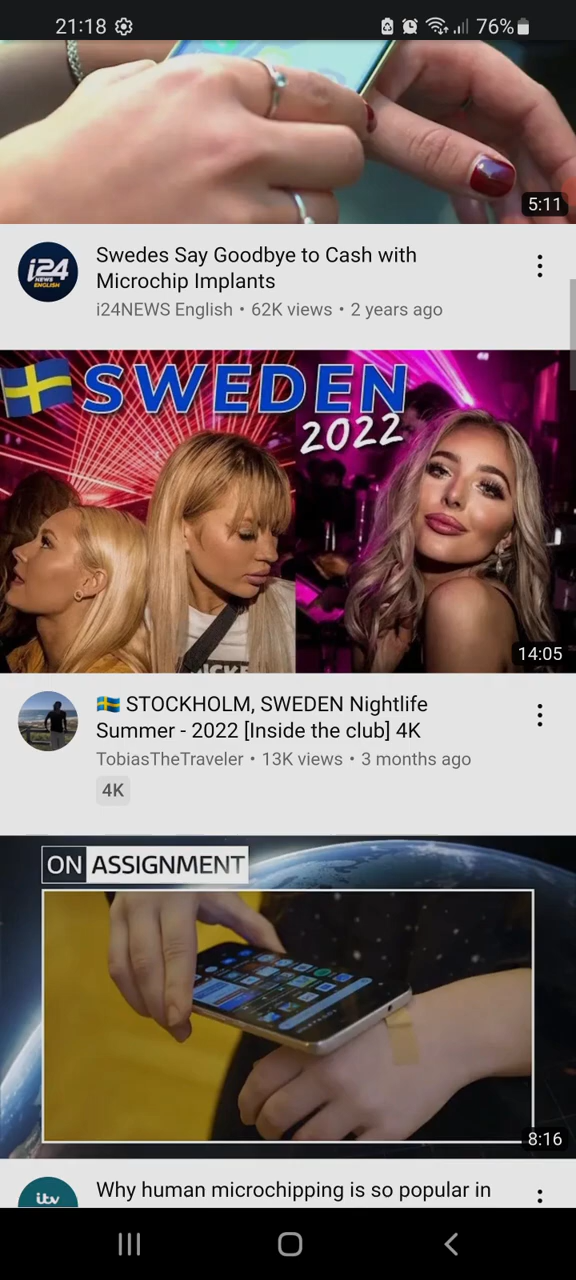 21:18
76%
5:11
i24
NEWS
ENGLISH
Swedes Say Goodbye to Cash with
Microchip Implants
i24NEWS English • 62K views • 2 years ago
SWEDEN
2022
14:05
🇸🇪 STOCKHOLM, SWEDEN Nightlife
Summer - 2022 [Inside the club] 4K
TobiasTheTraveler • 13K views • 3 months ago
4K
ON ASSIGNMENT
8:16
itv
Why human microchipping is so popular in